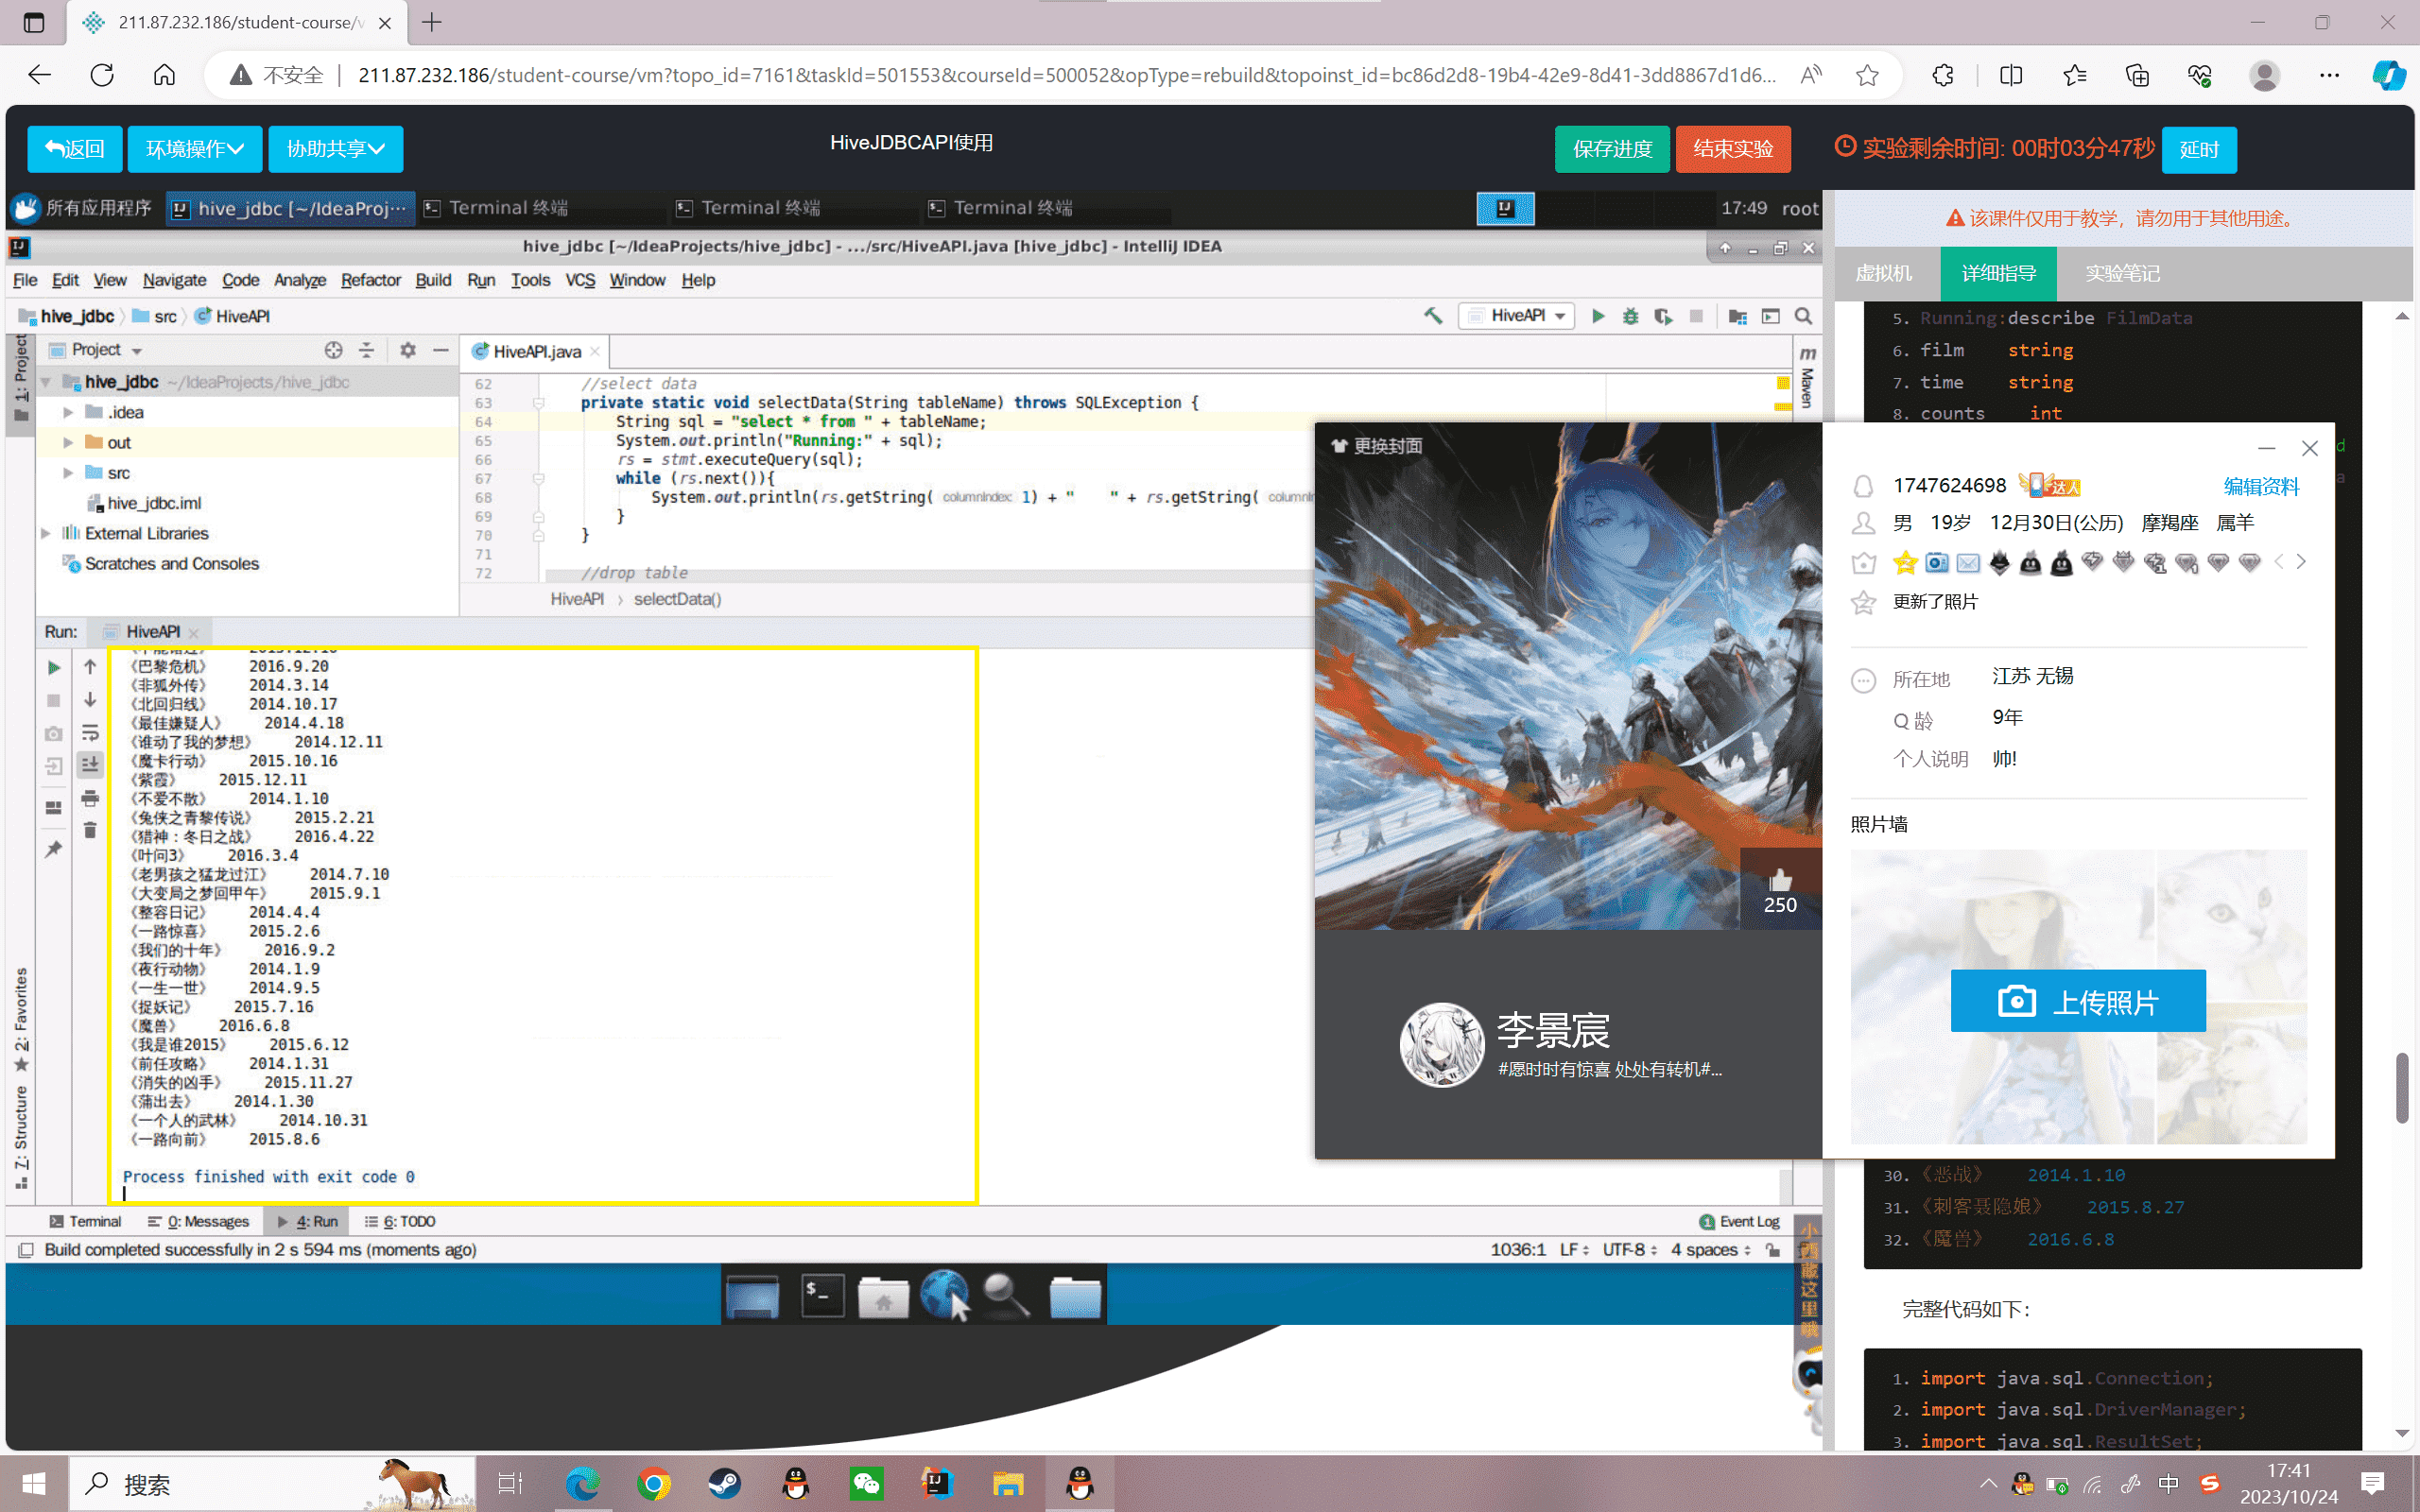 211.87.232.186/student-course/v
不安全
211.87.232.186/student-course/vm?topo_id=7161&taskId=501553&courseId=500052&opType=rebuild&topoinst_id=bc86d2d8-19b4-42e9-8d41-3dd8867d1d6...
返回
环境操作
协助共享
HiveJDBCAPI使用
保存进度
结束实验
实验剩余时间: 00时03分47秒
延时
所有应用程序
hive_jdbc [~/IdeaProj···
Terminal 终端
Terminal 终端
Terminal 终端
17:49 root
hive_jdbc [~/IdeaProjects/hive_jdbc] - .../src/HiveAPI.java [hive_jdbc] - IntelliJ IDEA
File Edit View Navigate Code Analyze Refactor Build Run Tools VCS Window Help
hive_jdbc
src
HiveAPI
HiveAPI
1: Project
Project
HiveAPI.java
hive_jdbc ~/IdeaProjects/hive_jdbc
.idea
out
src
hive_jdbc.iml
External Libraries
Scratches and Consoles
62 //select data
63 private static void selectData(String tableName) throws SQLException {
64 String sql = "select * from " + tableName;
65 System.out.println("Running:" + sql);
66 rs = stmt.executeQuery(sql);
67 while (rs.next()){
68 System.out.println(rs.getString( columnIndex: 1) + "    " + rs.getString(
69 }
70 }
71
72 //drop table
HiveAPI › selectData()
Maven
Run: HiveAPI
《巴黎危机》 2016.9.20
《非狐外传》 2014.3.14
《北回归线》 2014.10.17
《最佳嫌疑人》 2014.4.18
《谁动了我的梦想》 2014.12.11
《魔卡行动》 2015.10.16
《紫霞》 2015.12.11
《不爱不散》 2014.1.10
《兔侠之青黎传说》 2015.2.21
《猎神：冬日之战》 2016.4.22
《叶问3》 2016.3.4
《老男孩之猛龙过江》 2014.7.10
《大变局之梦回甲午》 2015.9.1
《整容日记》 2014.4.4
《一路惊喜》 2015.2.6
《我们的十年》 2016.9.2
《夜行动物》 2014.1.9
《一生一世》 2014.9.5
《捉妖记》 2015.7.16
《魔兽》 2016.6.8
《我是谁2015》 2015.6.12
《前任攻略》 2014.1.31
《消失的凶手》 2015.11.27
《蒲出去》 2014.1.30
《一个人的武林》 2014.10.31
《一路向前》 2015.8.6
Process finished with exit code 0
2: Favorites
7: Structure
Terminal
0: Messages
4: Run
6: TODO
1 Event Log
Build completed successfully in 2 s 594 ms (moments ago)
1036:1 LF UTF-8 4 spaces
该课件仅用于教学，请勿用于其他用途。
虚拟机
详细指导
实验笔记
5. Running:describe FilmData
6. film string
7. time string
8. counts int
更换封面
250
李景宸
#愿时时有惊喜 处处有转机#...
1747624698
达人
编辑资料
男 19岁 12月30日(公历) 摩羯座 属羊
更新了照片
所在地 江苏 无锡
Q 龄 9年
个人说明 帅!
照片墙
上传照片
30. 《恶战》 2014.1.10
31. 《刺客聂隐娘》 2015.8.27
32. 《魔兽》 2016.6.8
完整代码如下：
1. import java.sql.Connection;
2. import java.sql.DriverManager;
3. import java.sql.ResultSet;
搜索
中
17:41
2023/10/24